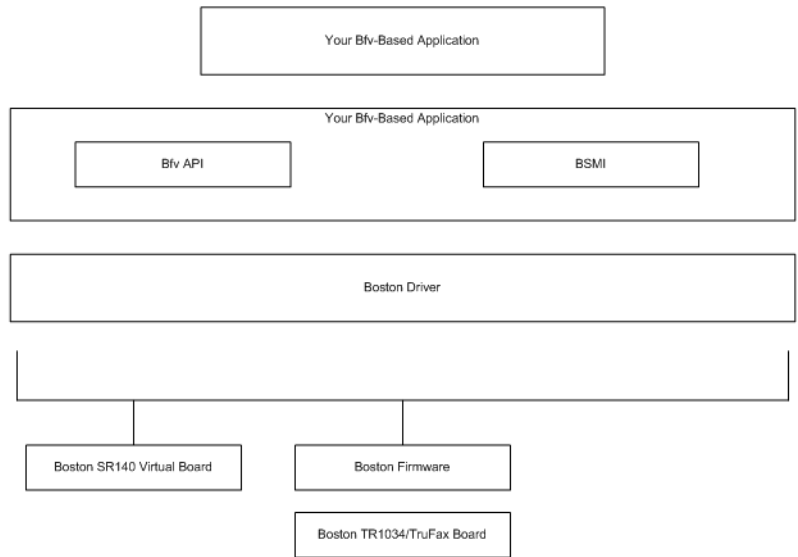 Your Bfv-Based Application
Your Bfv-Based Application
Bfv API
BSMI
Boston Driver
Boston SR140 Virtual Board
Boston Firmware
Boston TR1034/TruFax Board